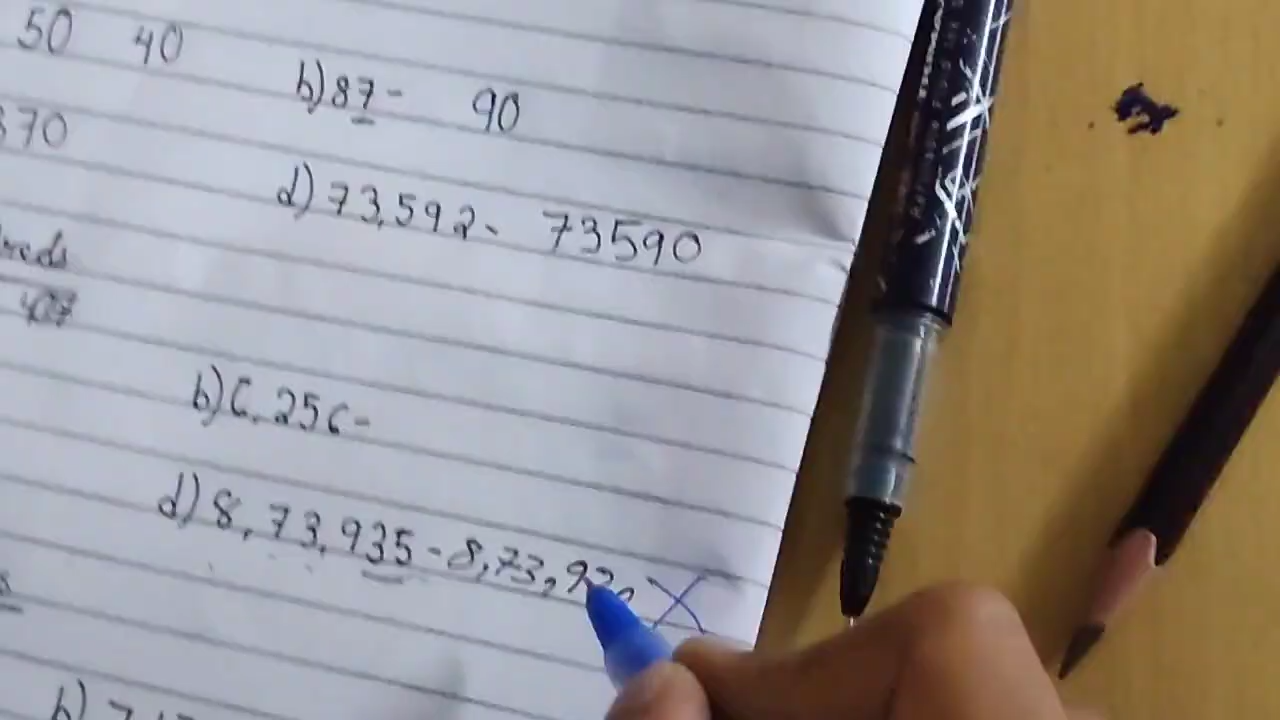 50 40
b) 87 - 90
370
d) 73,592 - 73590
b) 6,256 -
d) 8,73,935 - 8,73,9 X
b)